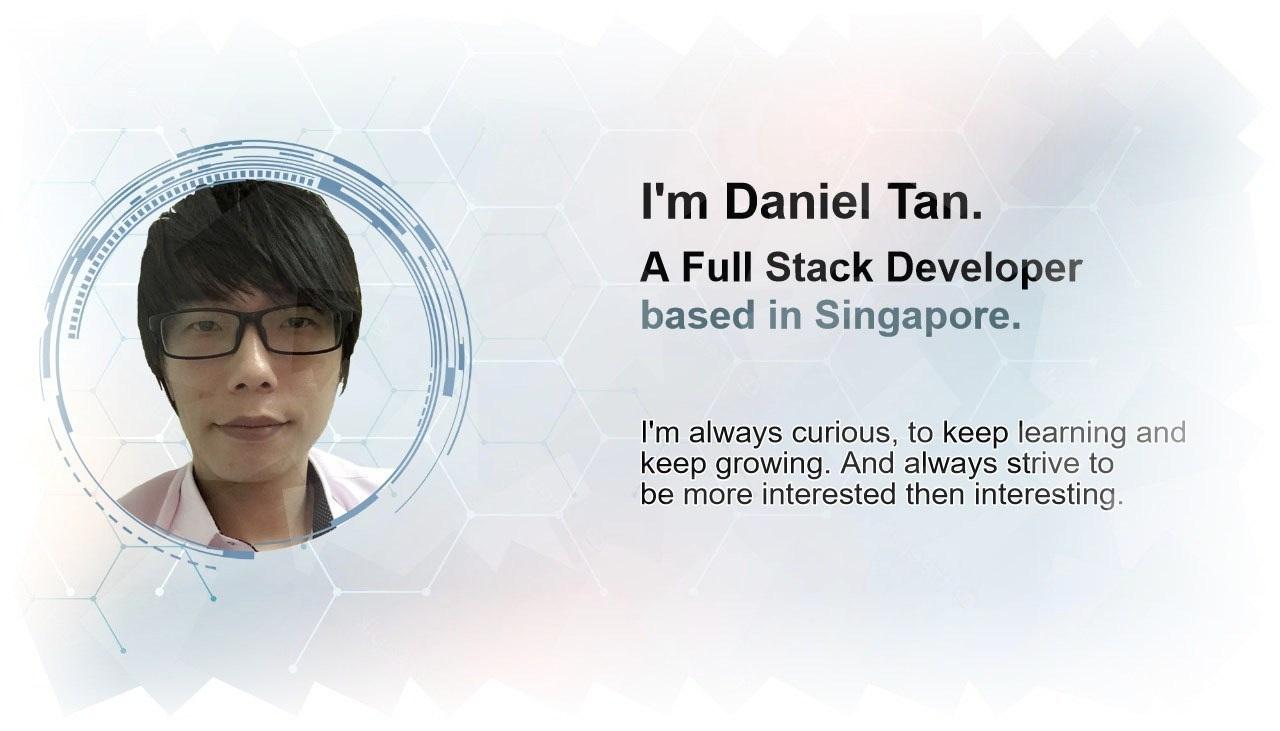 I'm Daniel Tan.
A Full Stack Developer
based in Singapore.
I'm always curious, to keep learning and
keep growing. And always strive to
be more interested then interesting.